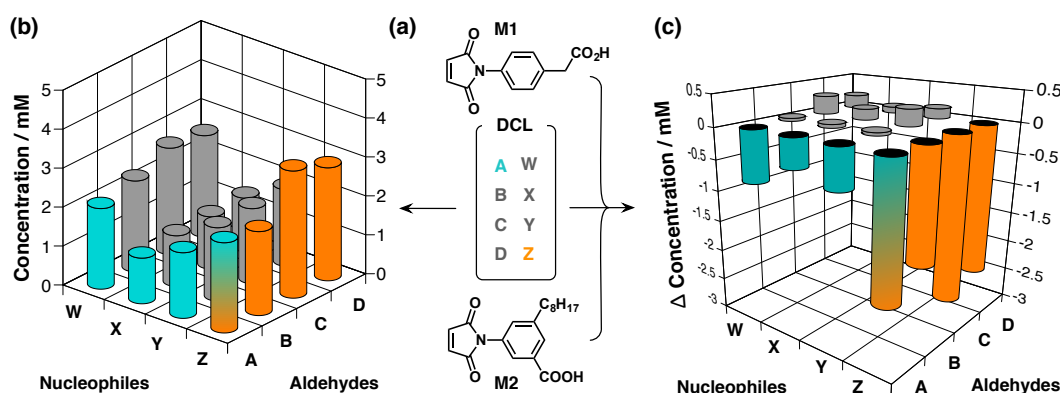 (b)
Concentration / mM
5
4
3
2
1
0
5
4
3
2
1
0
W
X
Y
Z
A
B
C
D
Nucleophiles
Aldehydes
(a)
M1
O
N
O
CO₂H
DCL
A W
B X
C Y
D Z
O
N
O
C₈H₁₇
COOH
M2
(c)
Δ Concentration / mM
0.5
0
-0.5
-1
-1.5
-2
-2.5
-3
0.5
0
-0.5
-1
-1.5
-2
-2.5
-3
W
X
Y
Z
A
B
C
D
Nucleophiles
Aldehydes